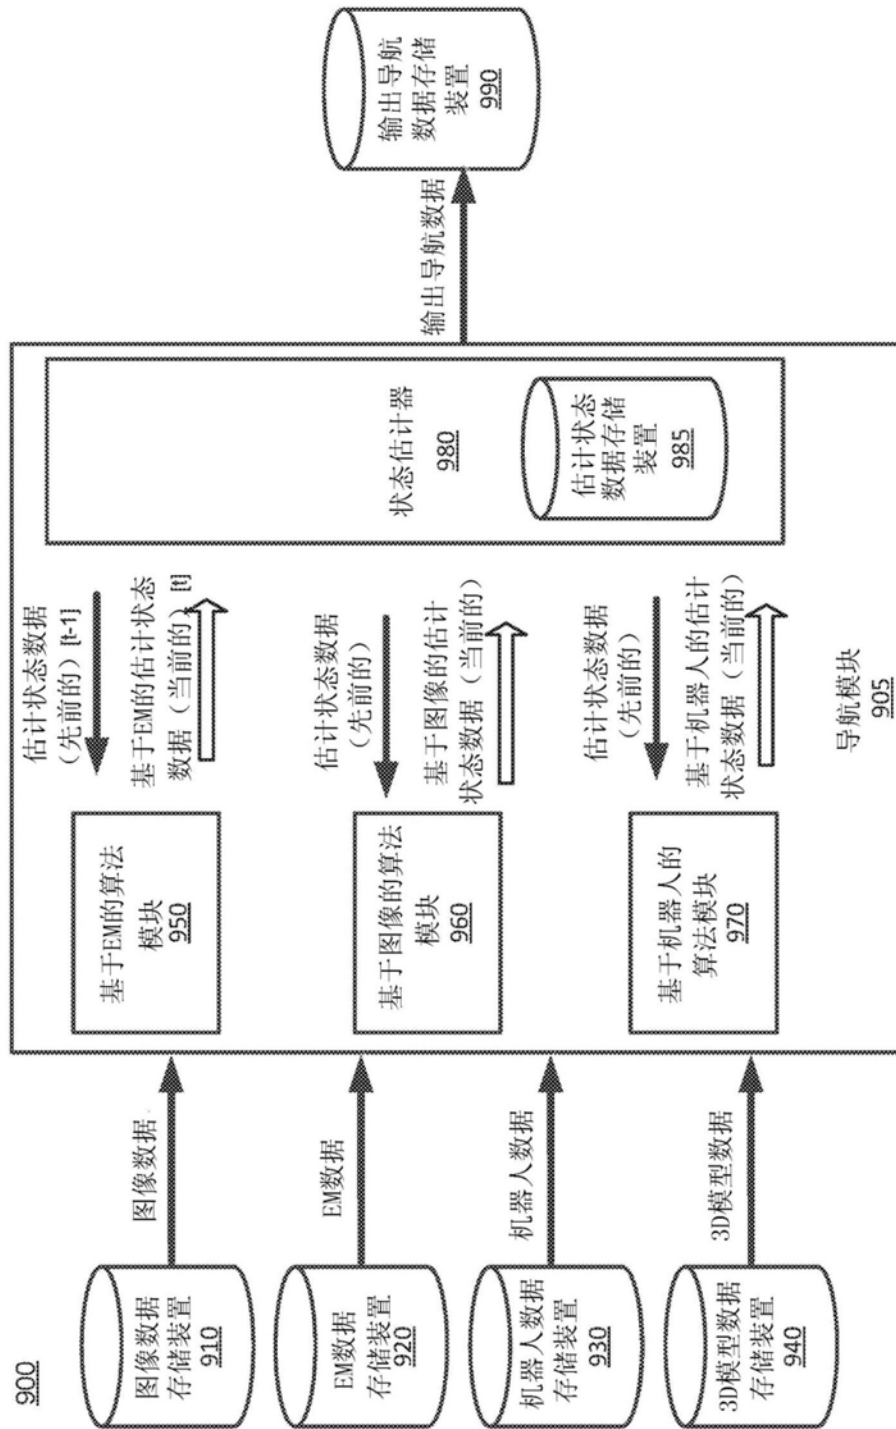 900
图像数据
存储装置
910
EM数据
存储装置
920
机器人数据
存储装置
930
3D模型数据
存储装置
940
图像数据
EM数据
机器人数据
3D模型数据
基于EM的算法
模块
950
基于图像的算法
模块
960
基于机器人的
算法模块
970
估计状态数据
（先前的）[t-1]
基于EM的估计状态
数据（当前的）[t]
估计状态数据
（先前的）
基于图像的估计
状态数据（当前的）
估计状态数据
（先前的）
基于机器人的估计
状态数据（当前的）
导航模块
905
状态估计器
980
估计状态
数据存储
装置
985
输出导航数据
输出导航
数据存储
装置
990